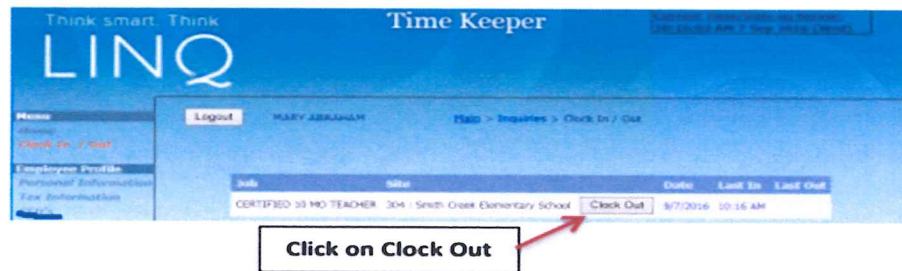 Think smart. Think
LINQ
Time Keeper
Menu
Home
Clock In / Out
Logout
MARY ABRAHAM
Main > Inquiries > Clock In / Out
Employee Profile
Personal Information
Tax Information
Job Site Date Last In Last Out
CERTIFIED 10 MO TEACHER 304 : Smith Creek Elementary School Clock Out 9/7/2016 10:16 AM
Click on Clock Out